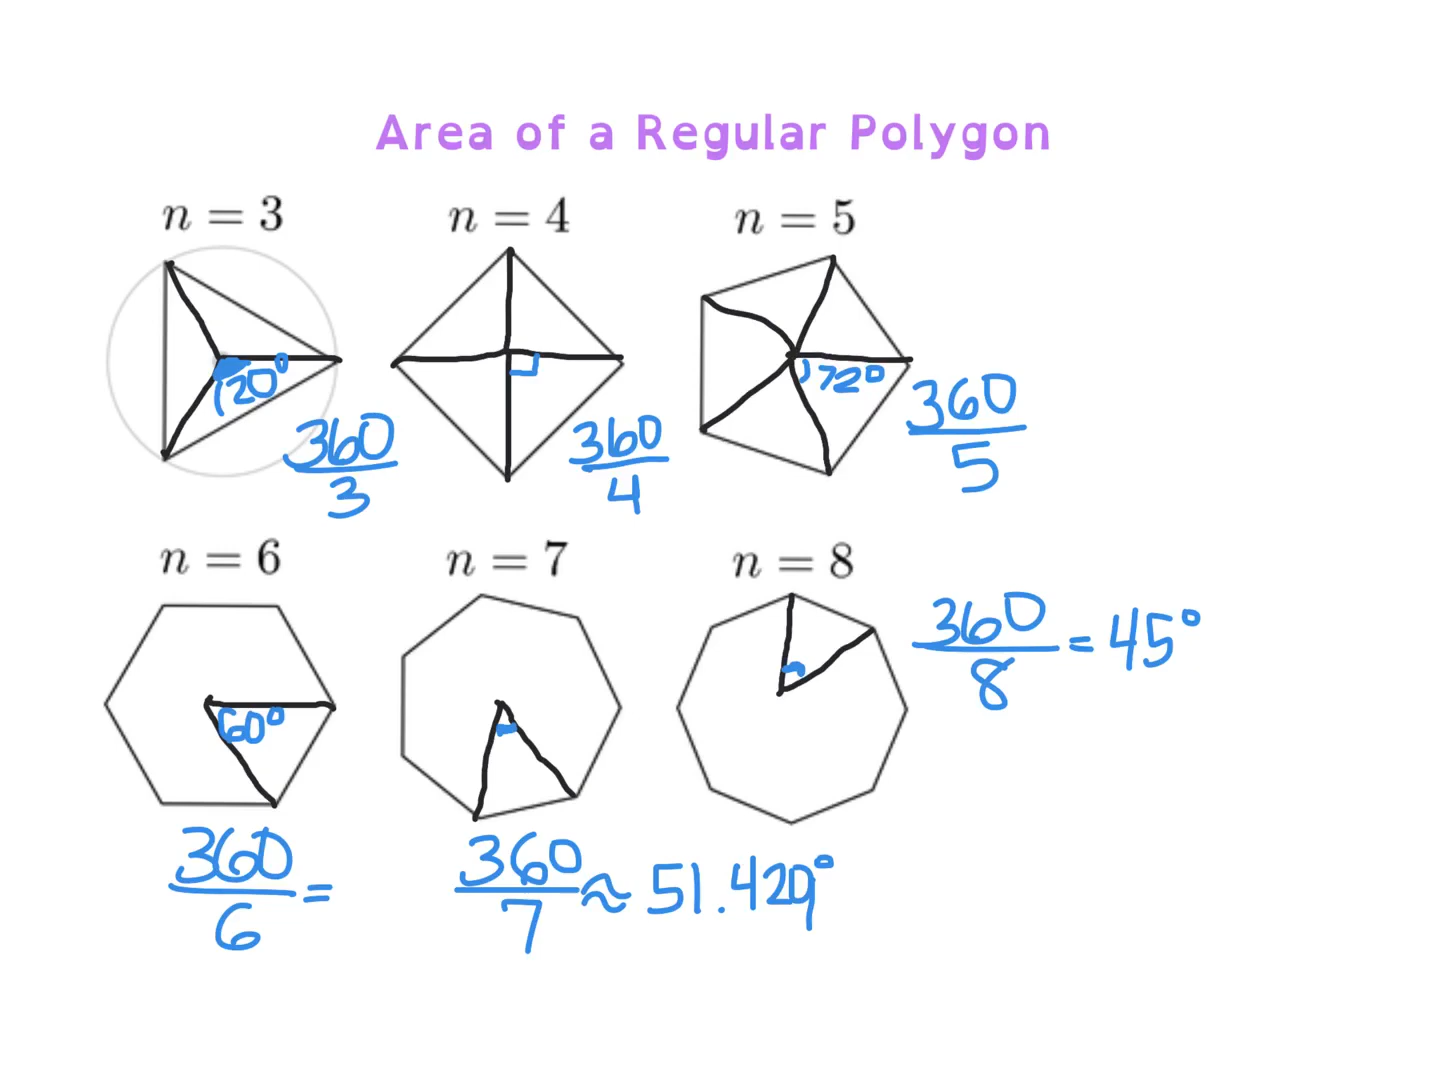 Area of a Regular Polygon
n = 3
n = 4
n = 5
120°
72°
360/3
360/4
360/5
n = 6
n = 7
n = 8
360/8 = 45°
60°
360/6 =
360/7 ≈ 51.429°